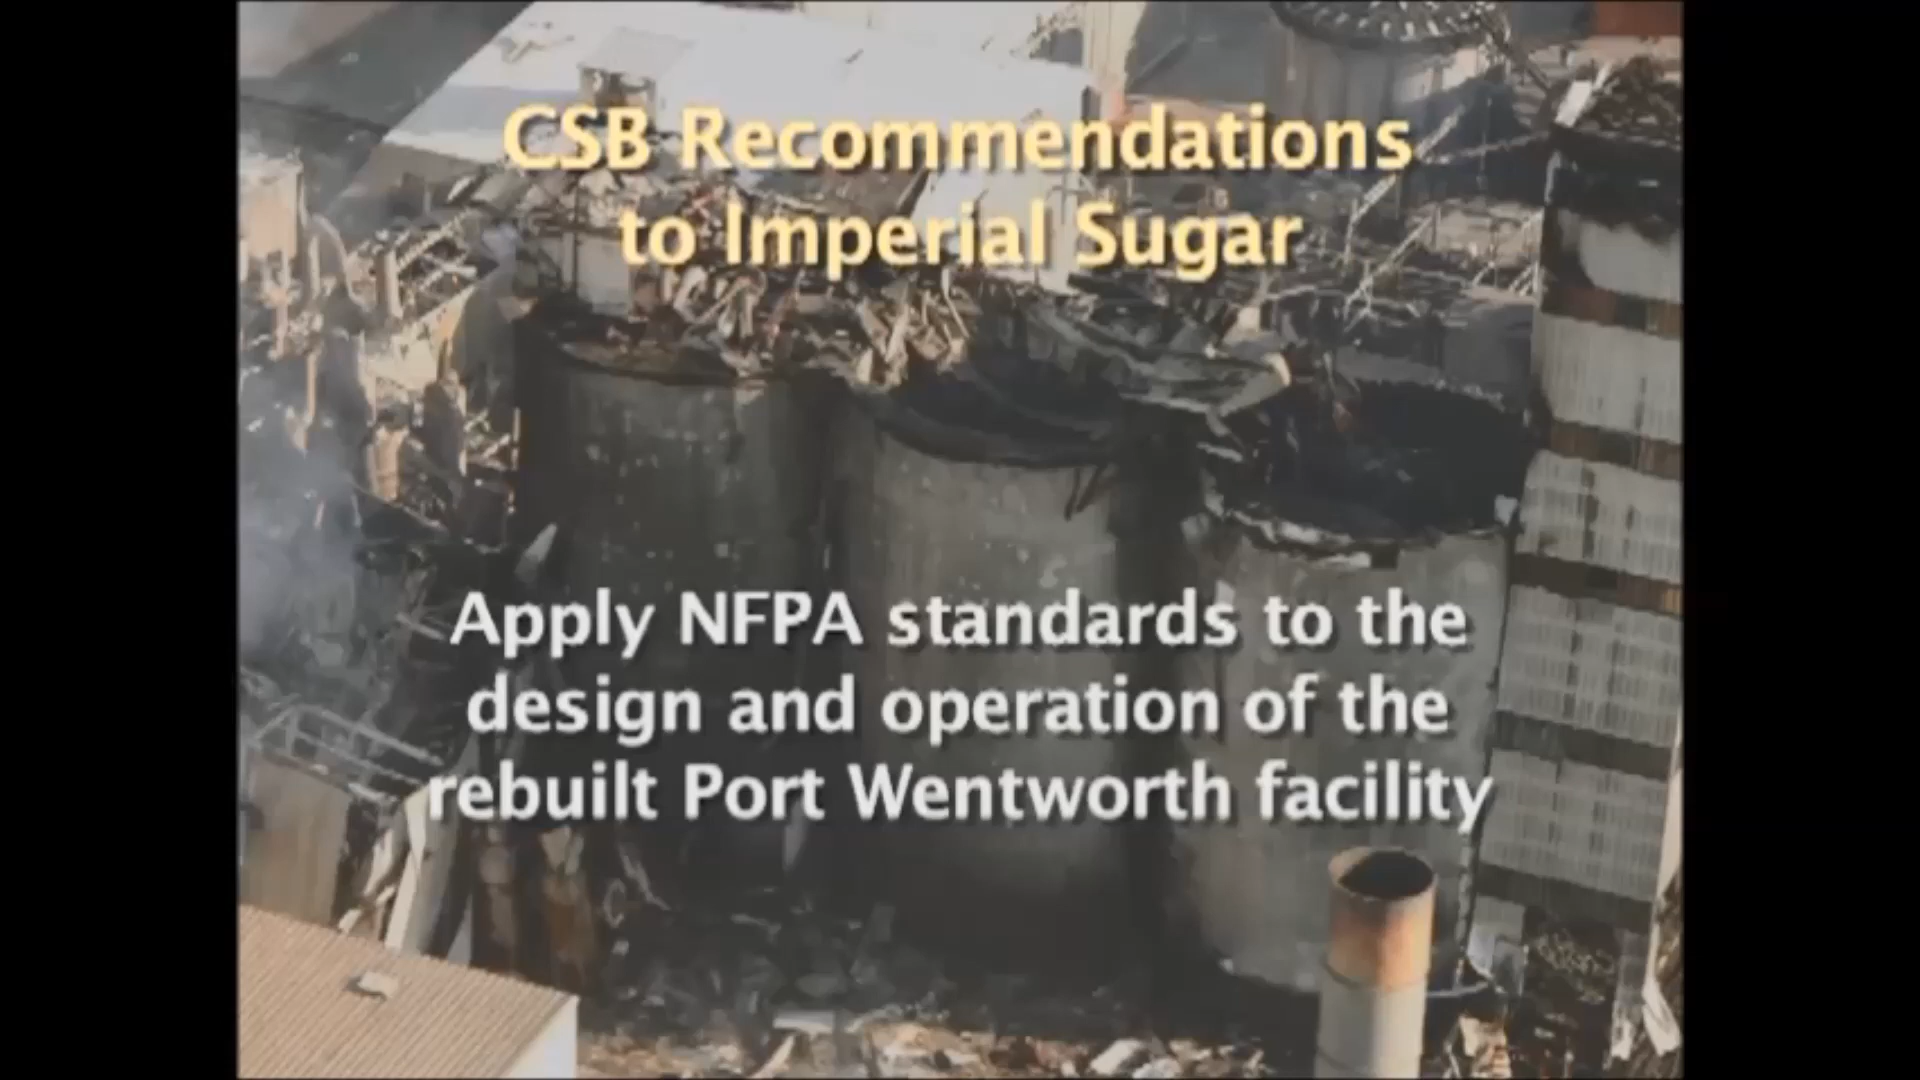 CSB Recommendations
to Imperial Sugar
Apply NFPA standards to the
design and operation of the
rebuilt Port Wentworth facility